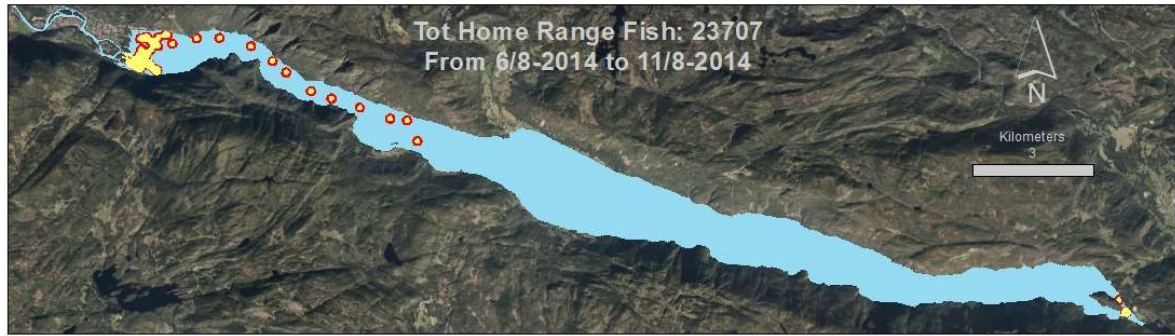 Tot Home Range Fish: 23707
From 6/8-2014 to 11/8-2014
N
Kilometers
3